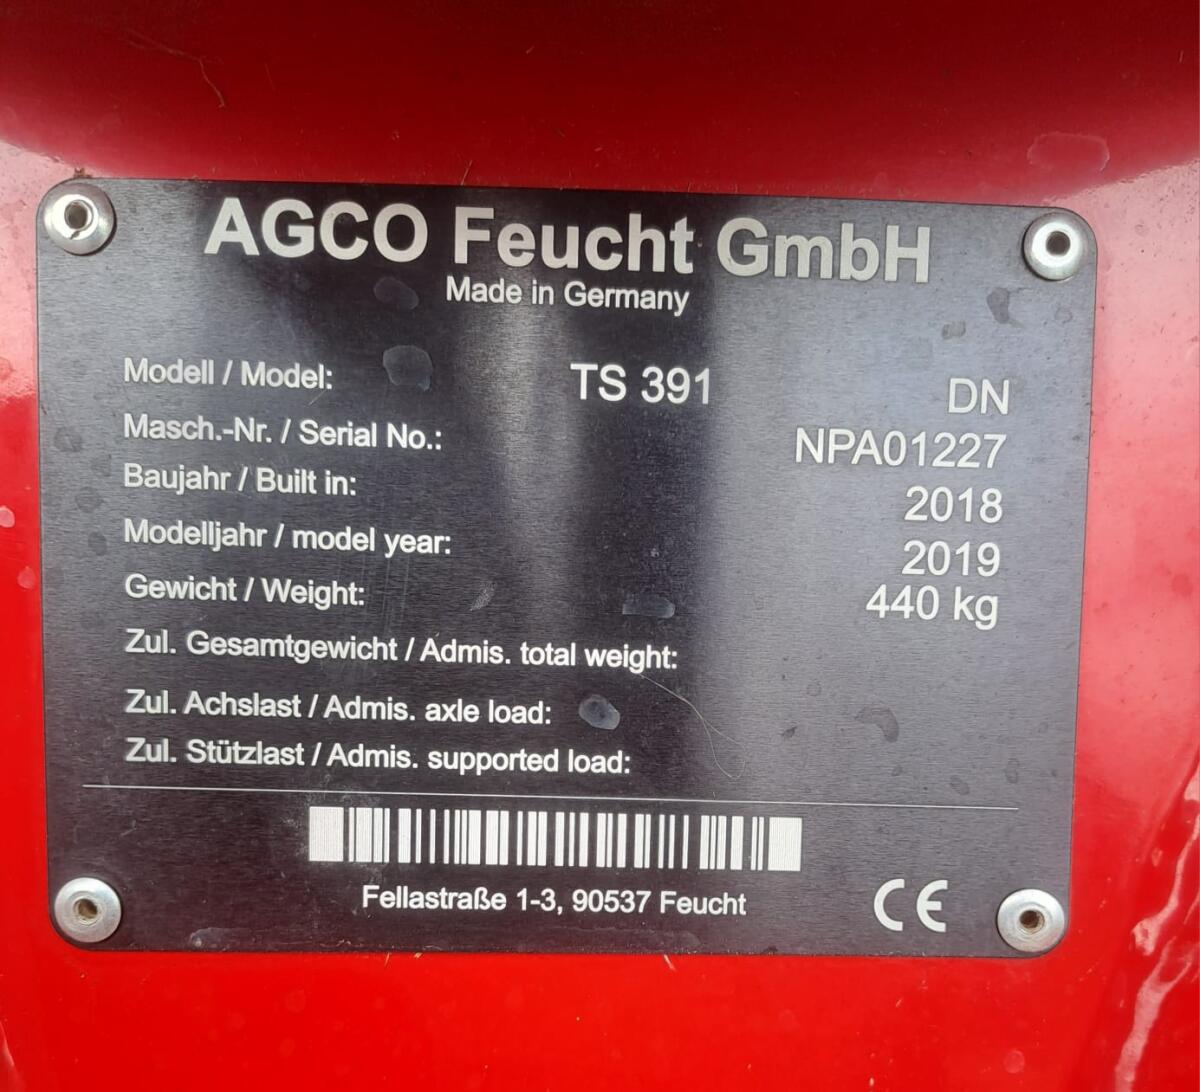 AGCO Feucht GmbH
Made in Germany
Modell / Model: TS 391 DN
Masch.-Nr. / Serial No.: NPA01227
Baujahr / Built in: 2018
Modelljahr / model year: 2019
Gewicht / Weight: 440 kg
Zul. Gesamtgewicht / Admis. total weight:
Zul. Achslast / Admis. axle load:
Zul. Stützlast / Admis. supported load:
Fellastraße 1-3, 90537 Feucht
CE